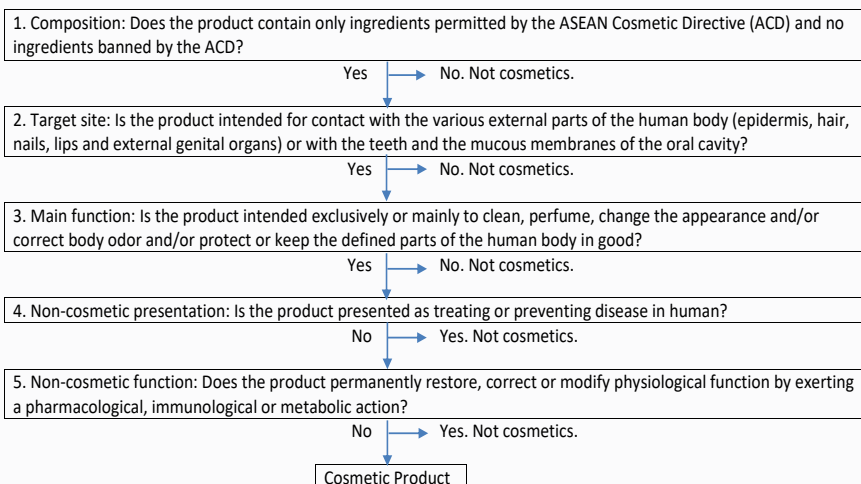 1. Composition: Does the product contain only ingredients permitted by the ASEAN Cosmetic Directive (ACD) and no
ingredients banned by the ACD?
Yes No. Not cosmetics.
2. Target site: Is the product intended for contact with the various external parts of the human body (epidermis, hair,
nails, lips and external genital organs) or with the teeth and the mucous membranes of the oral cavity?
Yes No. Not cosmetics.
3. Main function: Is the product intended exclusively or mainly to clean, perfume, change the appearance and/or
correct body odor and/or protect or keep the defined parts of the human body in good?
Yes No. Not cosmetics.
4. Non-cosmetic presentation: Is the product presented as treating or preventing disease in human?
No Yes. Not cosmetics.
5. Non-cosmetic function: Does the product permanently restore, correct or modify physiological function by exerting
a pharmacological, immunological or metabolic action?
No Yes. Not cosmetics.
Cosmetic Product